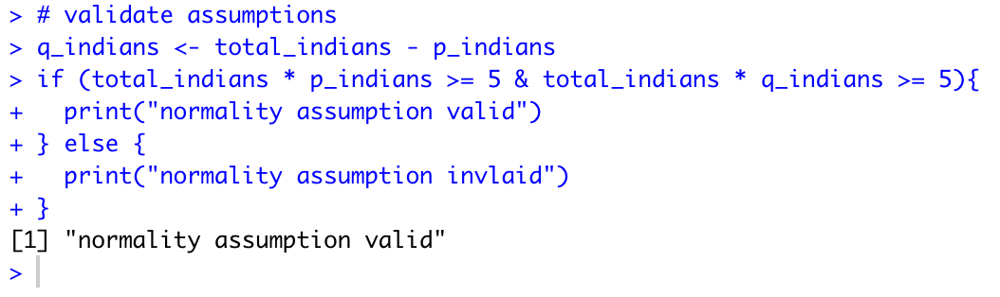 > # validate assumptions
> q_indians <- total_indians - p_indians
> if (total_indians * p_indians >= 5 & total_indians * q_indians >= 5){
+   print("normality assumption valid")
+ } else {
+   print("normality assumption invlaid")
+ }
[1] "normality assumption valid"
>